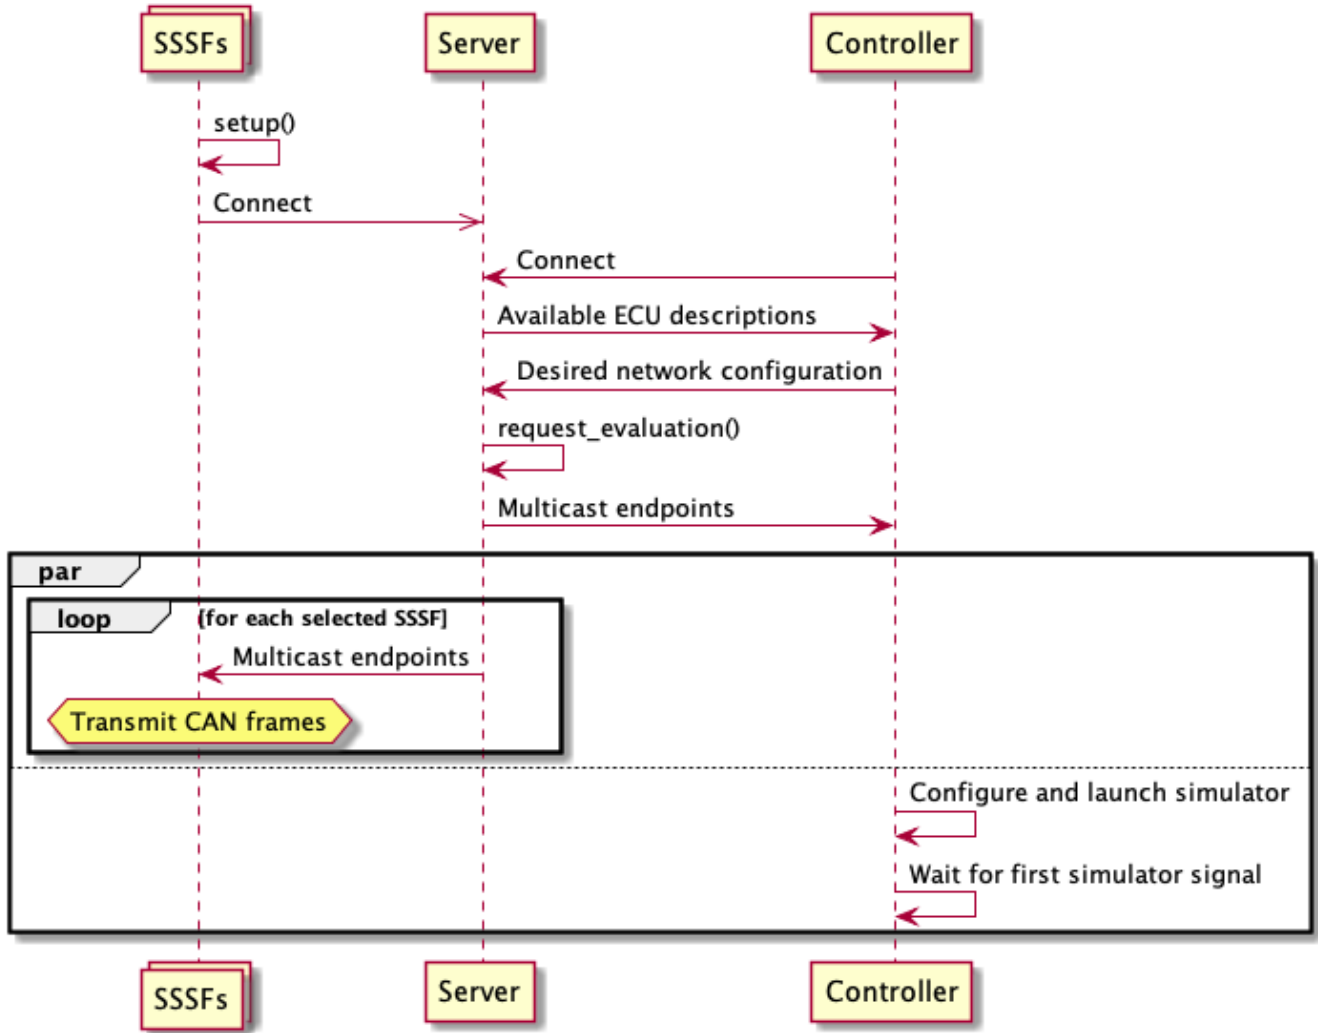 SSSFs Server Controller
setup()
Connect
Connect
Available ECU descriptions
Desired network configuration
request_evaluation()
Multicast endpoints
par
loop [for each selected SSSF]
Multicast endpoints
Transmit CAN frames
Configure and launch simulator
Wait for first simulator signal
SSSFs Server Controller